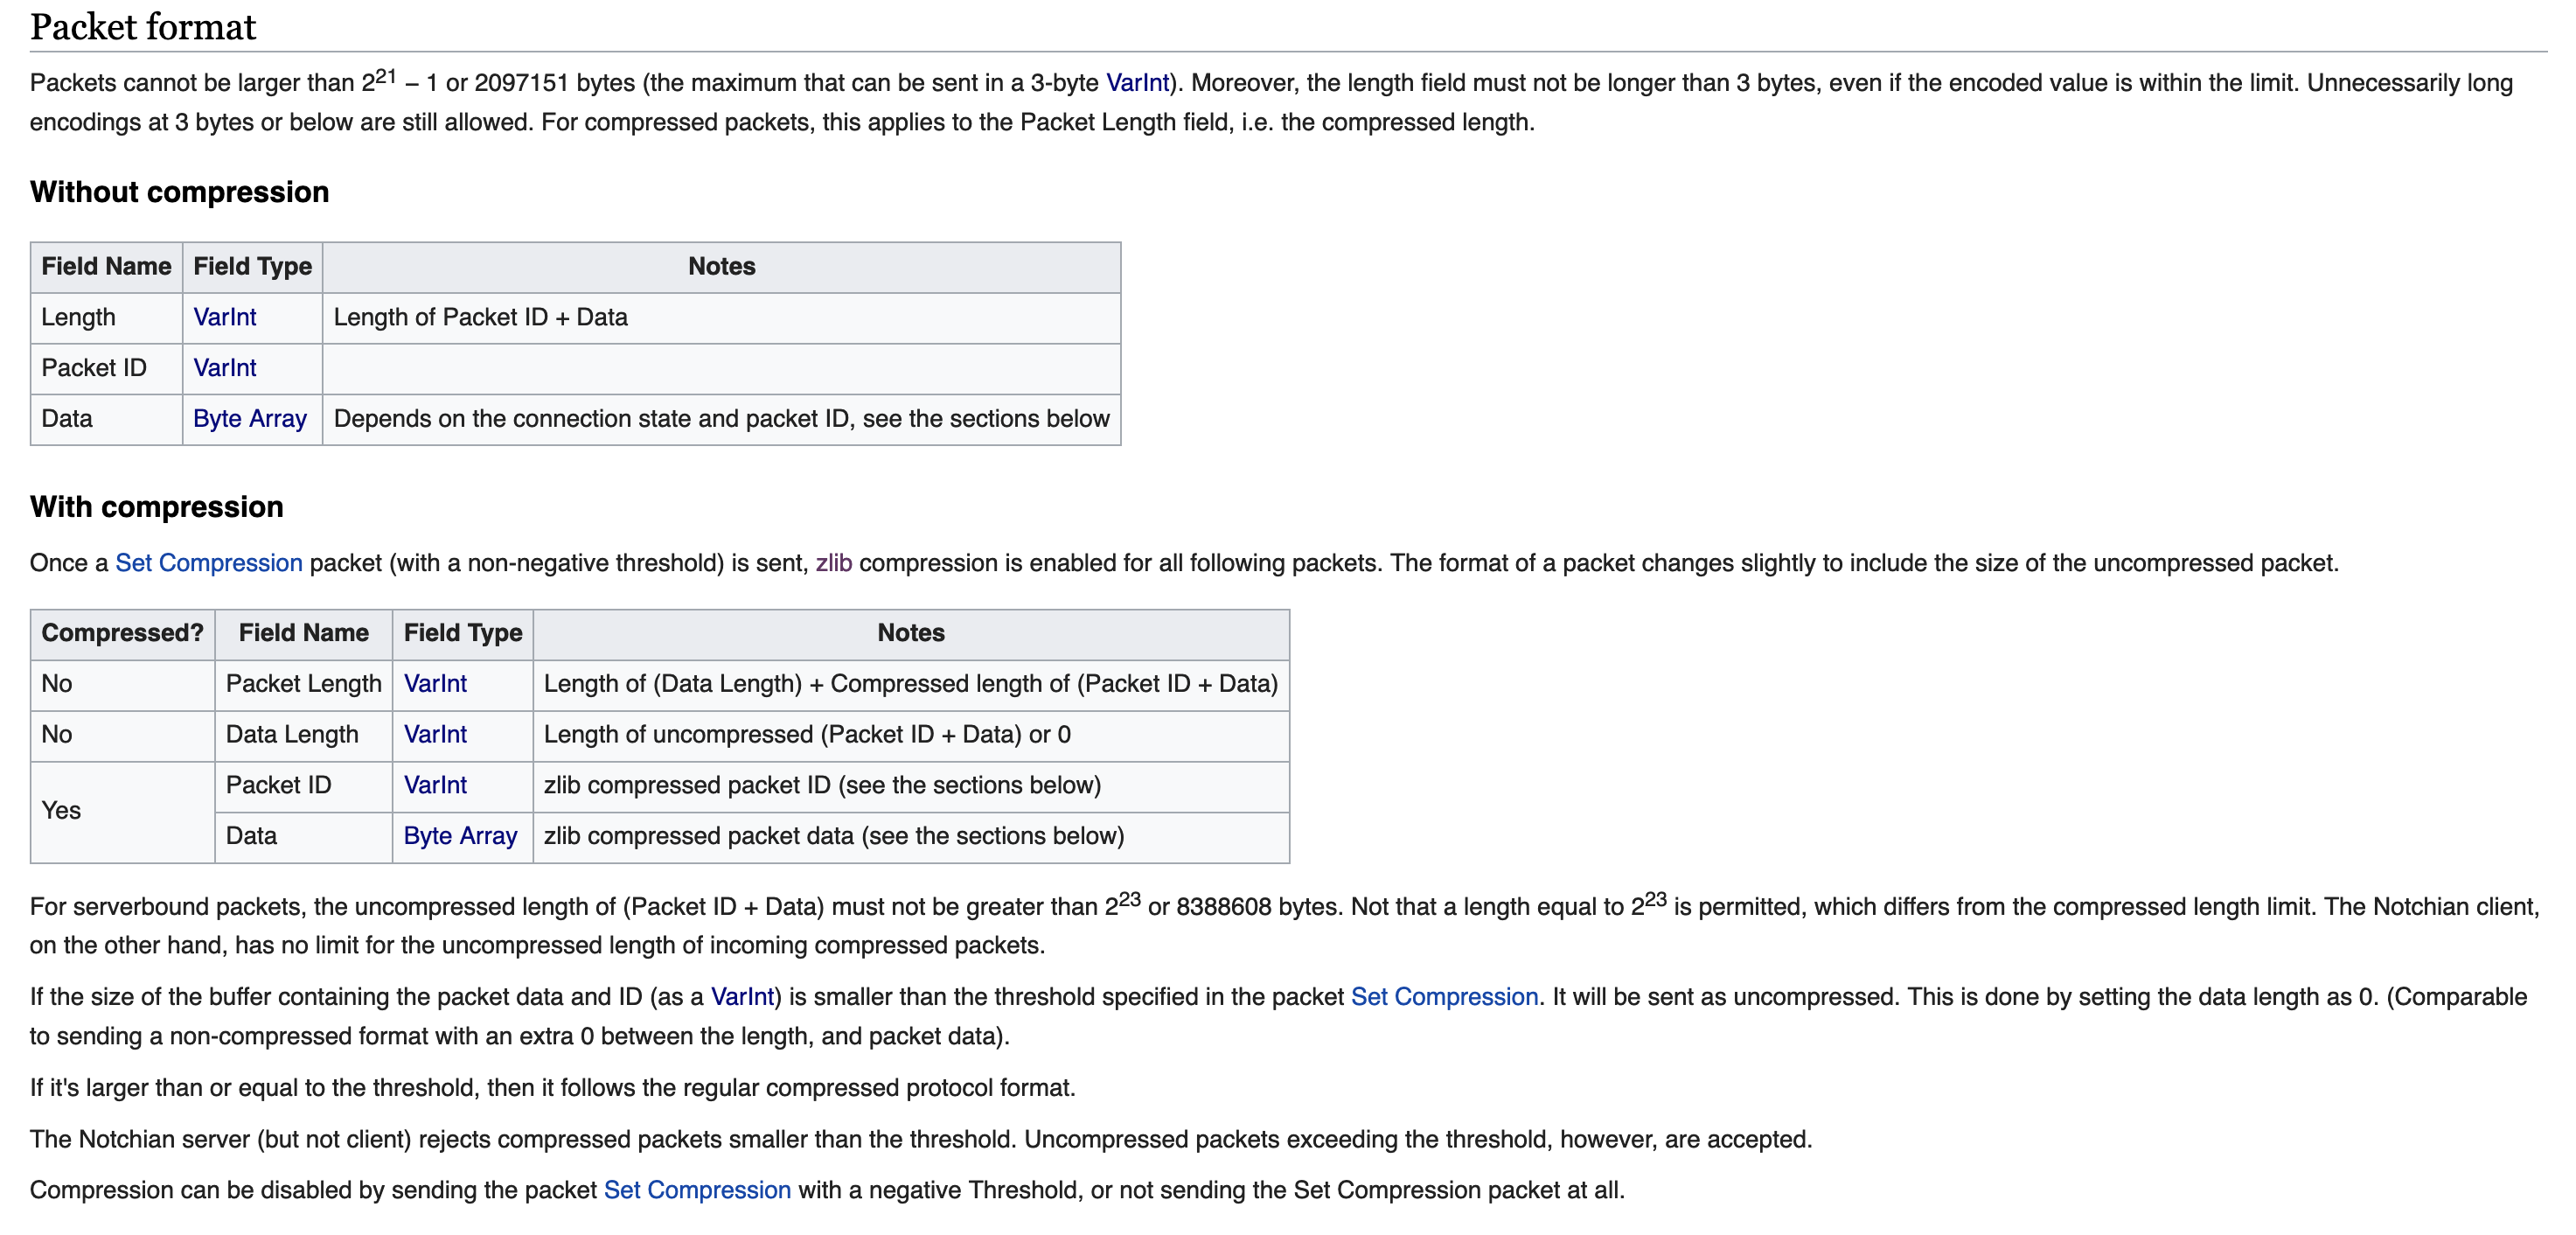 Packet format
Packets cannot be larger than 2²¹ − 1 or 2097151 bytes (the maximum that can be sent in a 3-byte VarInt). Moreover, the length field must not be longer than 3 bytes, even if the encoded value is within the limit. Unnecessarily long
encodings at 3 bytes or below are still allowed. For compressed packets, this applies to the Packet Length field, i.e. the compressed length.
Without compression
Field Name Field Type Notes
Length VarInt Length of Packet ID + Data
Packet ID VarInt
Data Byte Array Depends on the connection state and packet ID, see the sections below
With compression
Once a Set Compression packet (with a non-negative threshold) is sent, zlib compression is enabled for all following packets. The format of a packet changes slightly to include the size of the uncompressed packet.
Compressed? Field Name Field Type Notes
No Packet Length VarInt Length of (Data Length) + Compressed length of (Packet ID + Data)
No Data Length VarInt Length of uncompressed (Packet ID + Data) or 0
Yes Packet ID VarInt zlib compressed packet ID (see the sections below)
Data Byte Array zlib compressed packet data (see the sections below)
For serverbound packets, the uncompressed length of (Packet ID + Data) must not be greater than 2²³ or 8388608 bytes. Not that a length equal to 2²³ is permitted, which differs from the compressed length limit. The Notchian client,
on the other hand, has no limit for the uncompressed length of incoming compressed packets.
If the size of the buffer containing the packet data and ID (as a VarInt) is smaller than the threshold specified in the packet Set Compression. It will be sent as uncompressed. This is done by setting the data length as 0. (Comparable
to sending a non-compressed format with an extra 0 between the length, and packet data).
If it's larger than or equal to the threshold, then it follows the regular compressed protocol format.
The Notchian server (but not client) rejects compressed packets smaller than the threshold. Uncompressed packets exceeding the threshold, however, are accepted.
Compression can be disabled by sending the packet Set Compression with a negative Threshold, or not sending the Set Compression packet at all.